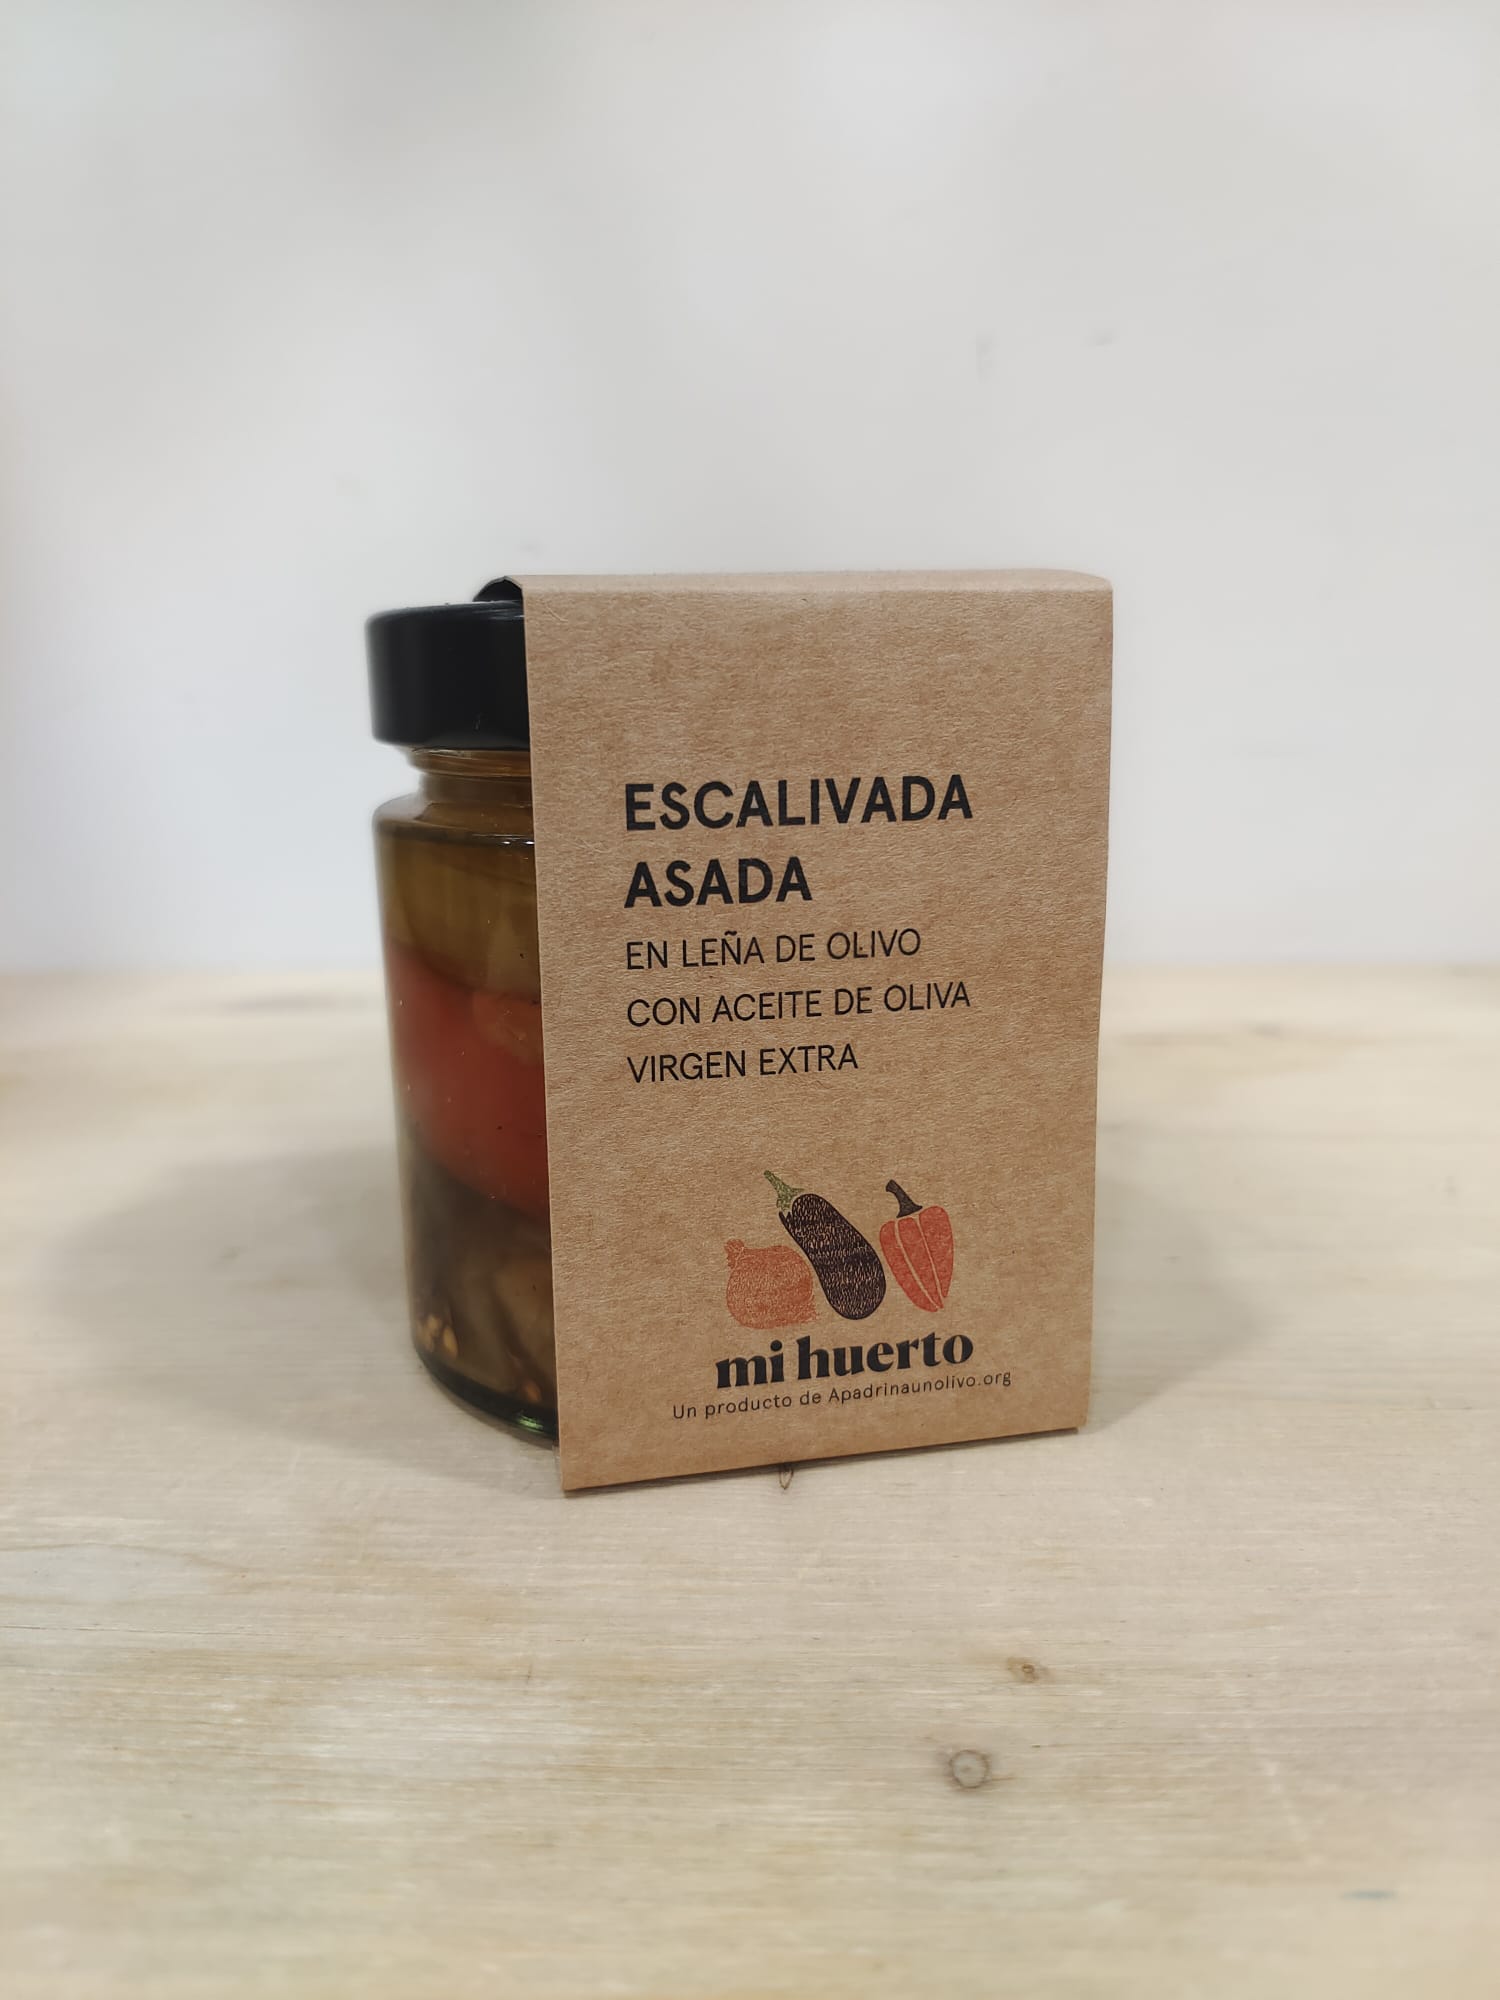 ESCALIVADA
ASADA
EN LEÑA DE OLIVO
CON ACEITE DE OLIVA
VIRGEN EXTRA
mi huerto
Un producto de Apadrinaunolivo.org